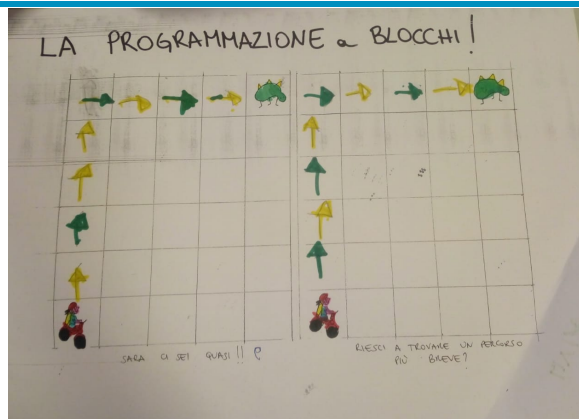 LA PROGRAMMAZIONE a BLOCCHI!
SARA CI SEI QUASI !!
RIESCI A TROVARE UN PERCORSO
PIÙ BREVE?